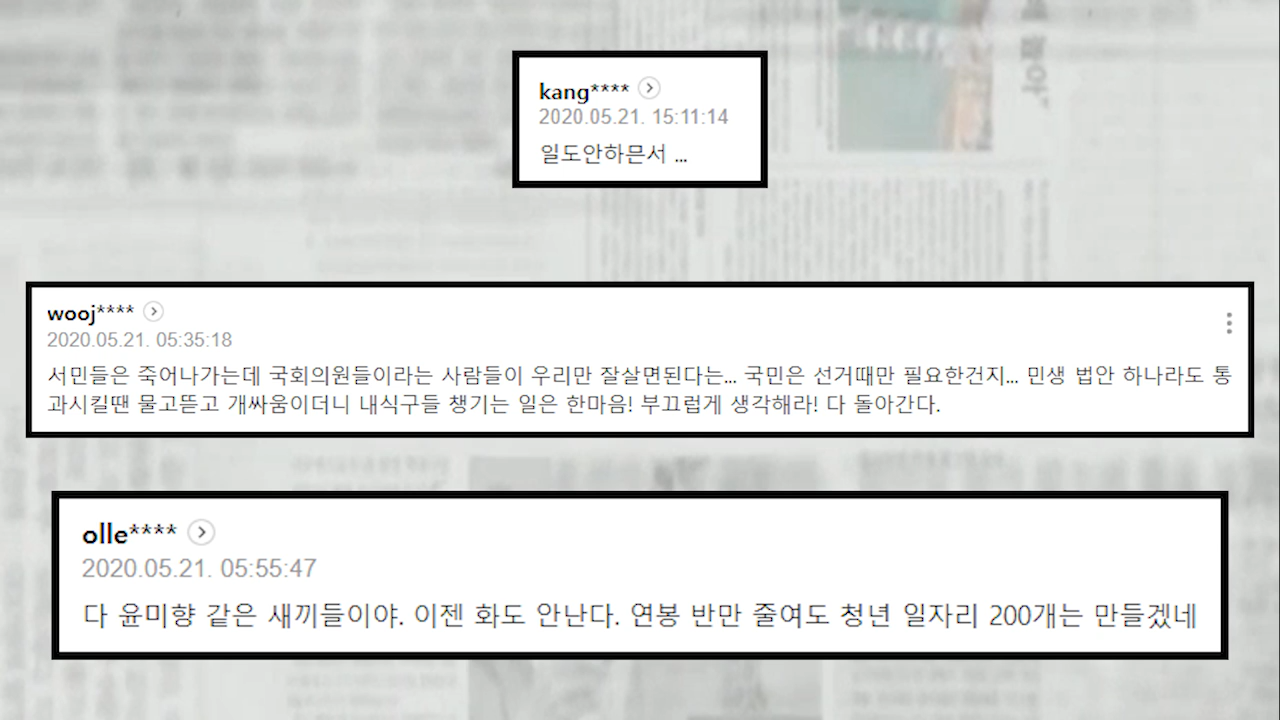 kang****
2020.05.21. 15:11:14
일도안하믄서 ...
wooj****
2020.05.21. 05:35:18
서민들은 죽어나가는데 국회의원들이라는 사람들이 우리만 잘살면된다는... 국민은 선거때만 필요한건지... 민생 법안 하나라도 통
과시킬땐 물고뜯고 개싸움이더니 내식구들 챙기는 일은 한마음! 부끄럽게 생각해라! 다 돌아간다.
olle****
2020.05.21. 05:55:47
다 윤미향 같은 새끼들이야. 이젠 화도 안난다. 연봉 반만 줄여도 청년 일자리 200개는 만들겠네